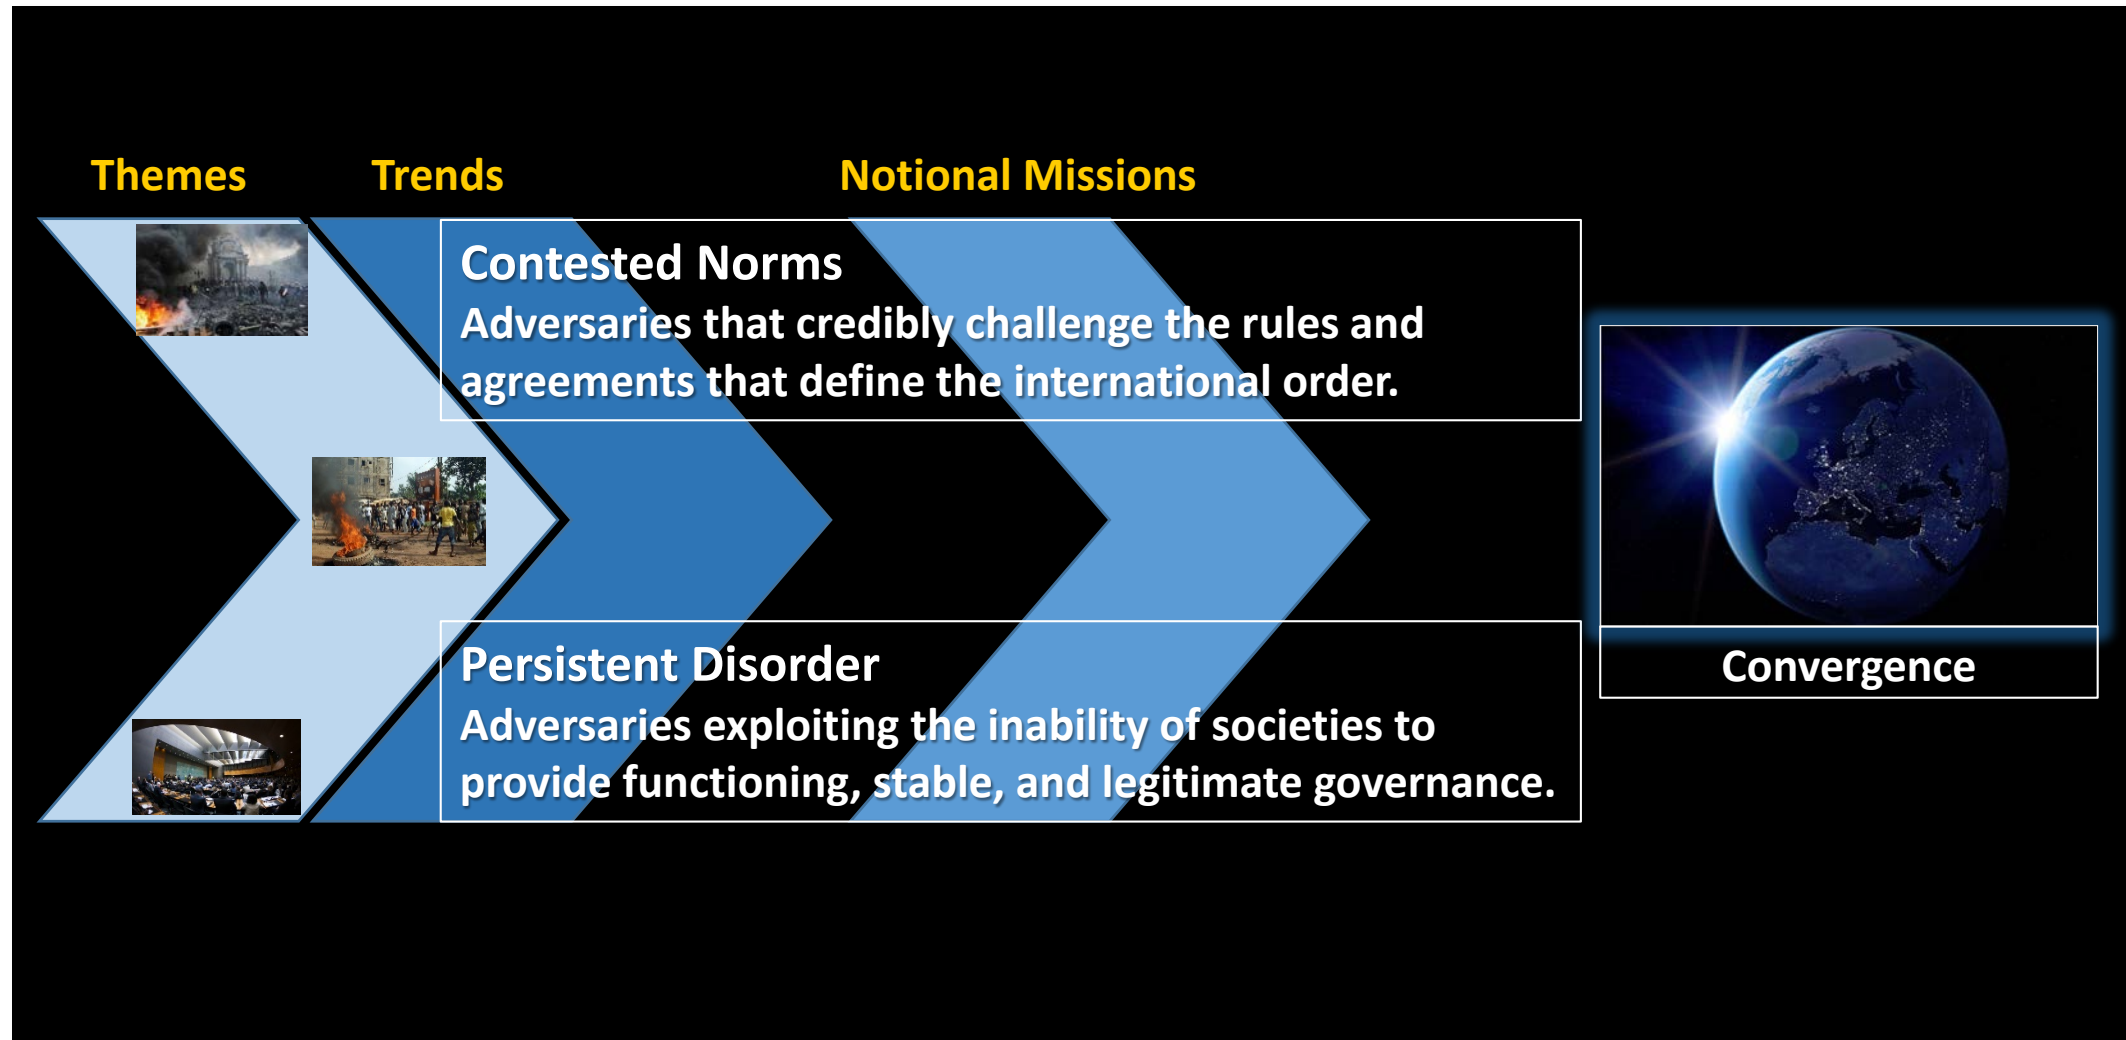 Themes
Trends
Notional Missions
Contested Norms
Adversaries that credibly challenge the rules and
agreements that define the international order.
Persistent Disorder
Adversaries exploiting the inability of societies to
provide functioning, stable, and legitimate governance.
Convergence